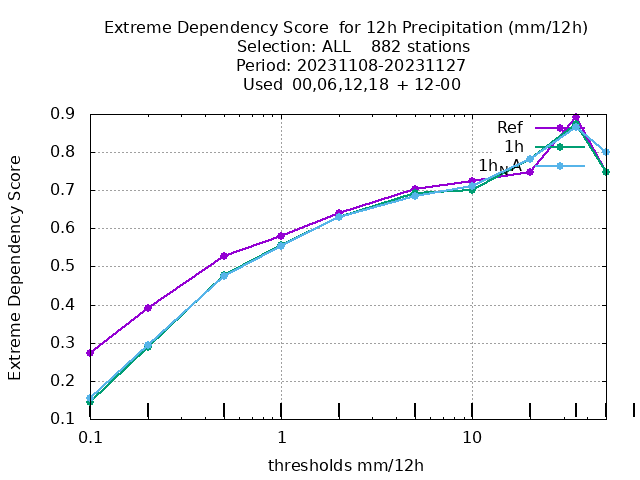 Extreme Dependency Score  for 12h Precipitation (mm/12h)
Selection: ALL    882 stations
Period: 20231108-20231127
Used  00,06,12,18  + 12-00
Extreme Dependency Score
0.9
0.8
0.7
0.6
0.5
0.4
0.3
0.2
0.1
Ref
1h
1h_NA
0.1
1
10
thresholds mm/12h